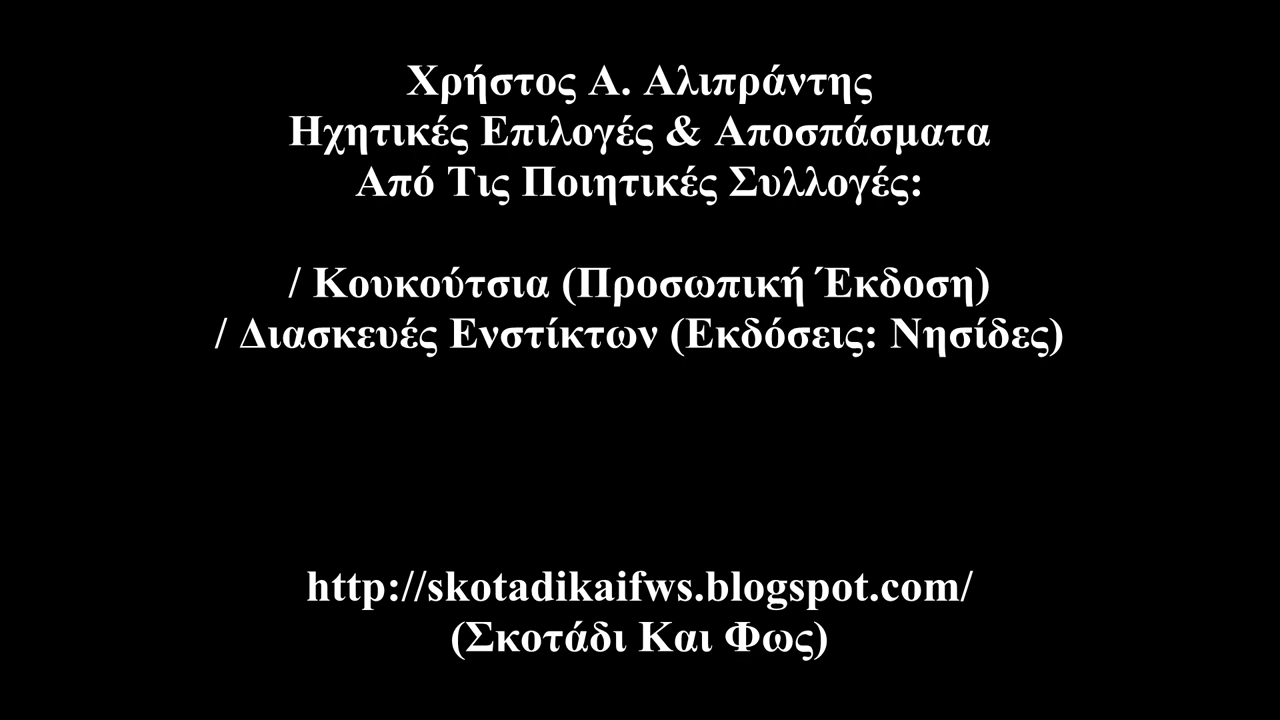 Χρήστος Α. Αλιπράντης
Ηχητικές Επιλογές & Αποσπάσματα
Από Τις Ποιητικές Συλλογές:
/ Κουκούτσια (Προσωπική Έκδοση)
/ Διασκευές Ενστίκτων (Εκδόσεις: Νησίδες)
http://skotadikaifws.blogspot.com/
(Σκοτάδι Και Φως)